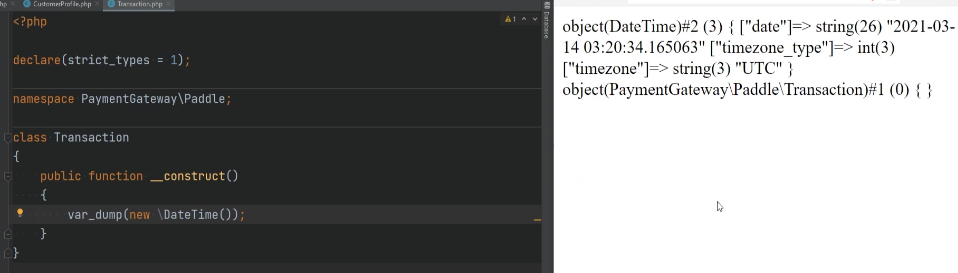 hp
CustomerProfile.php
Transaction.php
<?php
1
declare(strict_types = 1);
namespace PaymentGateway\Paddle;
class Transaction
{
public function __construct()
{
var_dump(new \DateTime());
}
}
Database
object(DateTime)#2 (3) { ["date"]=> string(26) "2021-03-
14 03:20:34.165063" ["timezone_type"]=> int(3)
["timezone"]=> string(3) "UTC" }
object(PaymentGateway\Paddle\Transaction)#1 (0) { }